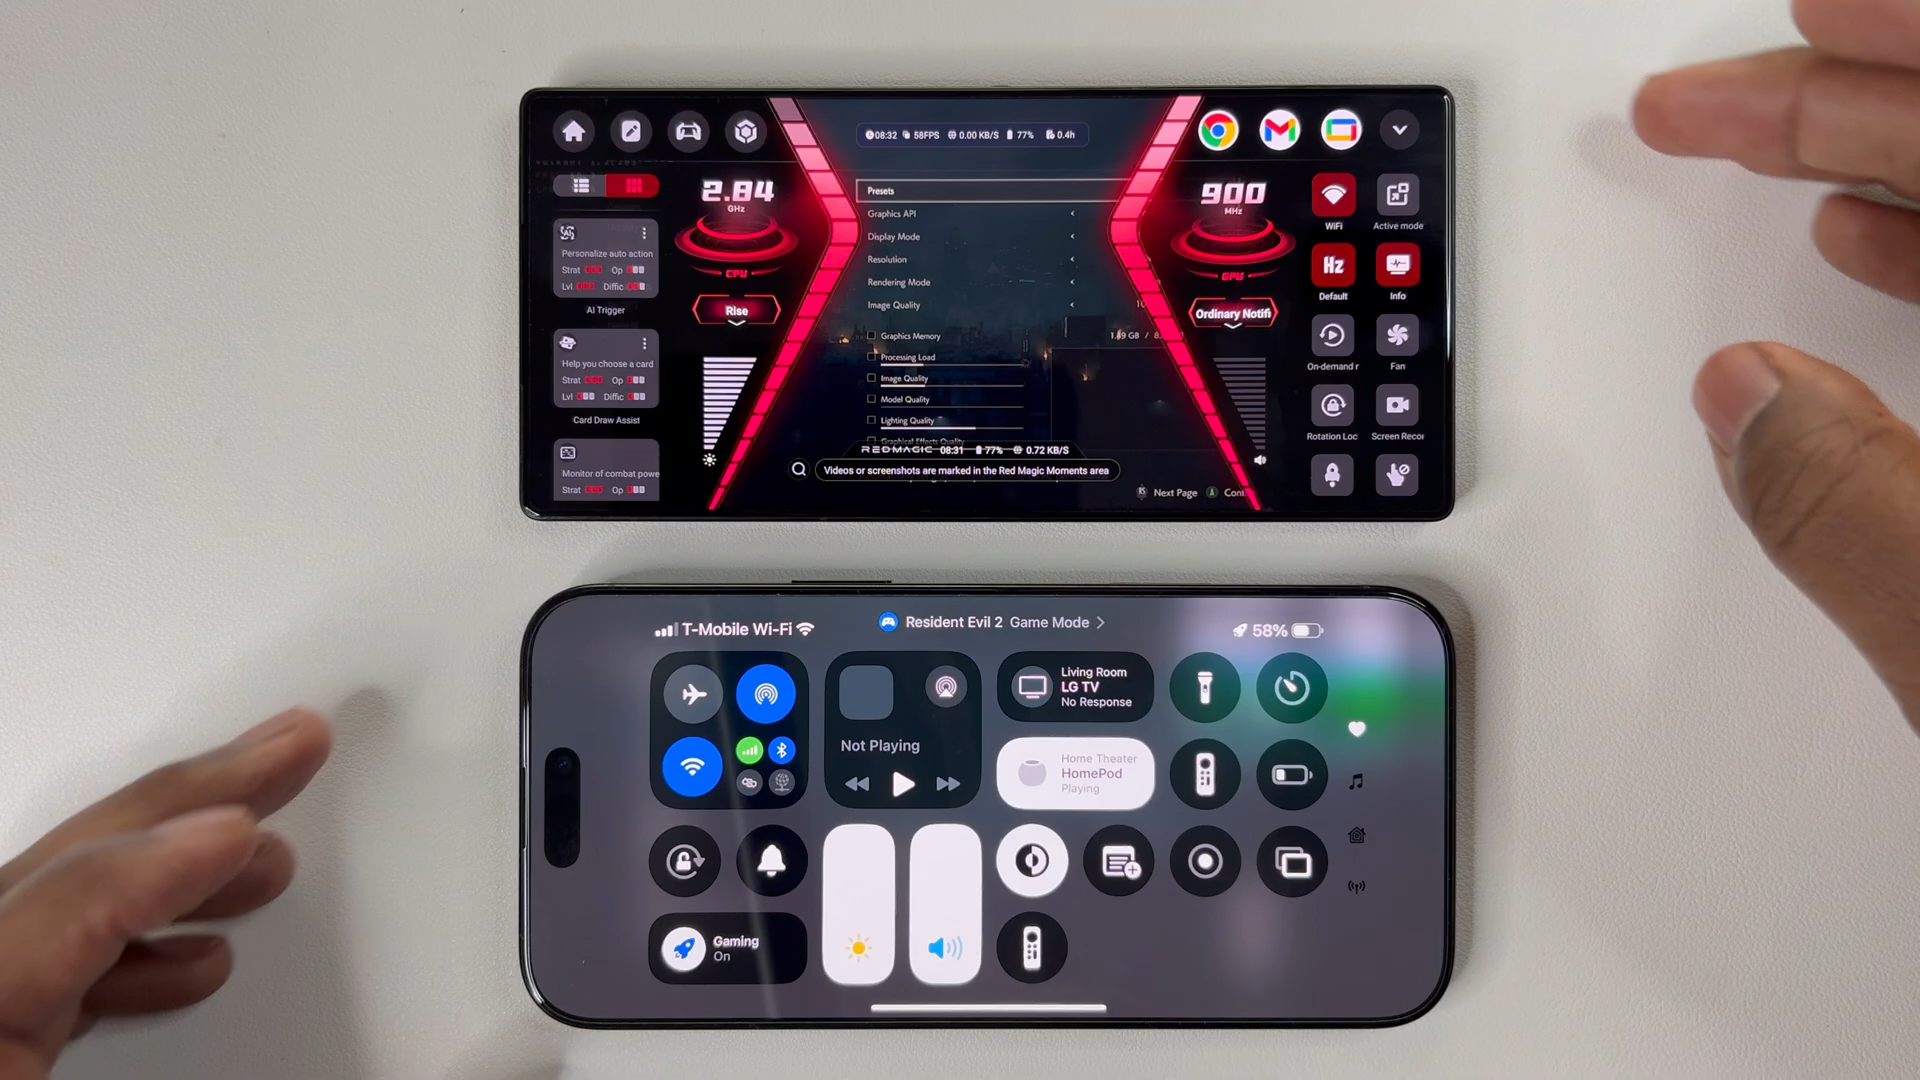 08:32 58FPS 0.00 KB/S 77% 0.4h
2.84
GHz
CPU
Rise
Personalize auto action
Strat Op
Lvl Diffic
AI Trigger
Help you choose a card
Strat Op
Lvl Diffic
Card Draw Assist
Monitor of combat powe
Strat Op
Presets
Graphics API
Display Mode
Resolution
Rendering Mode
Image Quality
Graphics Memory
Processing Load
Image Quality
Model Quality
Lighting Quality
Graphical Effects Quality
REDMAGIC 08:31 77% 0.72 KB/S
Videos or screenshots are marked in the Red Magic Moments area
RS Next Page A Con
900
MHz
GPU
Ordinary Notifi
WiFi
Active mode
Hz
Default
Info
On-demand r
Fan
Rotation Loc
Screen Recor
T-Mobile Wi-Fi
Resident Evil 2 Game Mode
58%
Living Room
LG TV
No Response
Not Playing
Home Theater
HomePod
Playing
Gaming
On